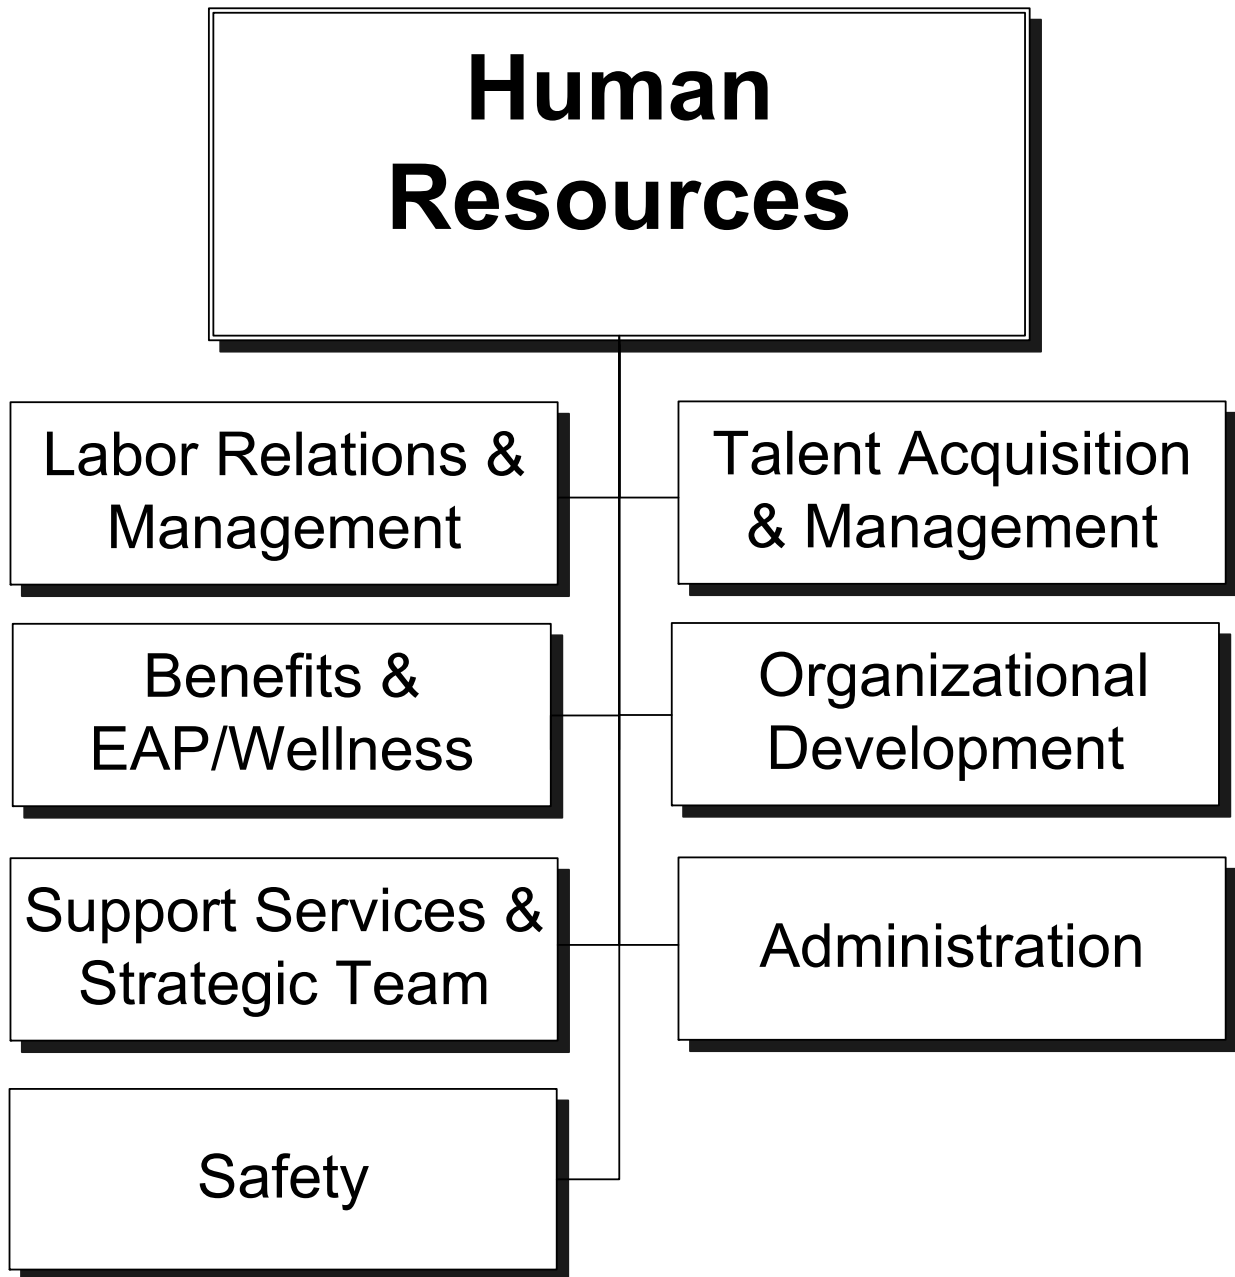 Human
Resources
Labor Relations &
Management
Talent Acquisition
& Management
Benefits &
EAP/Wellness
Organizational
Development
Support Services &
Strategic Team
Administration
Safety